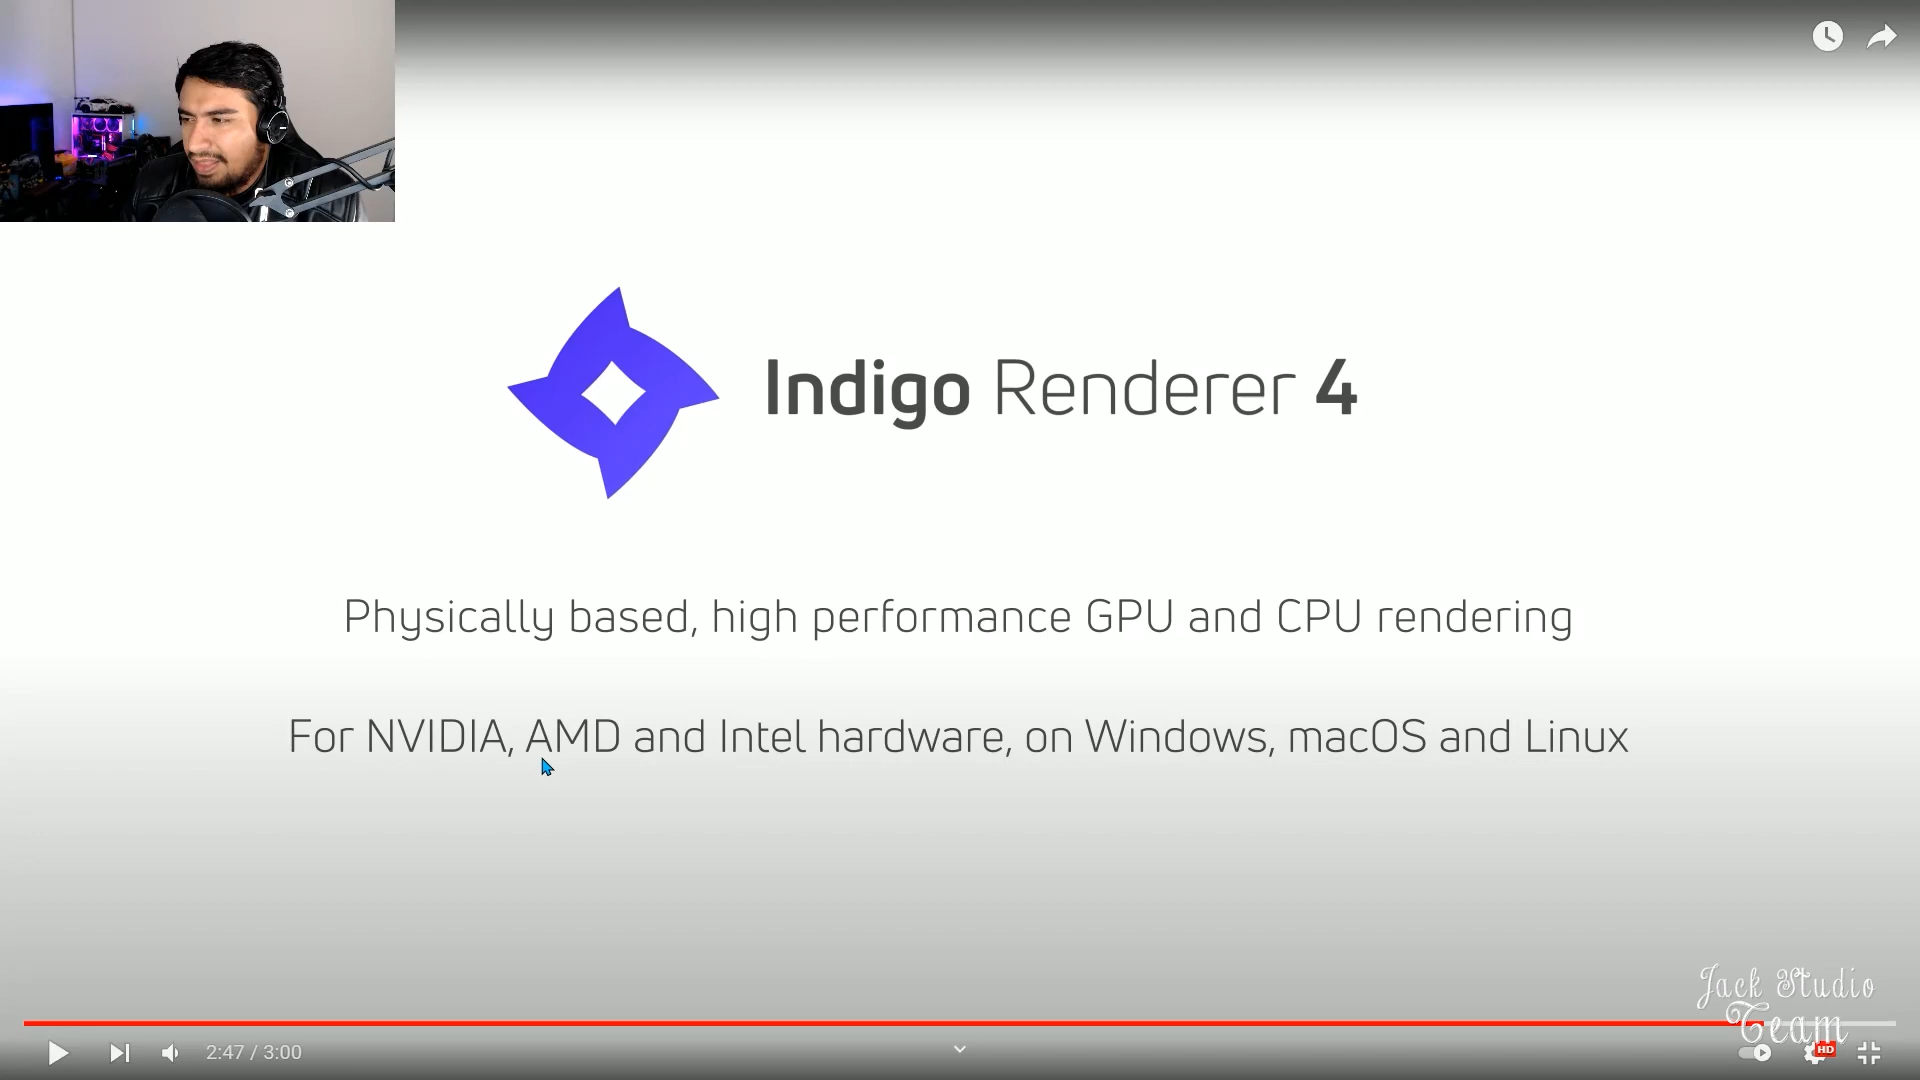 Indigo Renderer 4
Physically based, high performance GPU and CPU rendering
For NVIDIA, AMD and Intel hardware, on Windows, macOS and Linux
Jack Studio
Team
2:47 / 3:00
HD